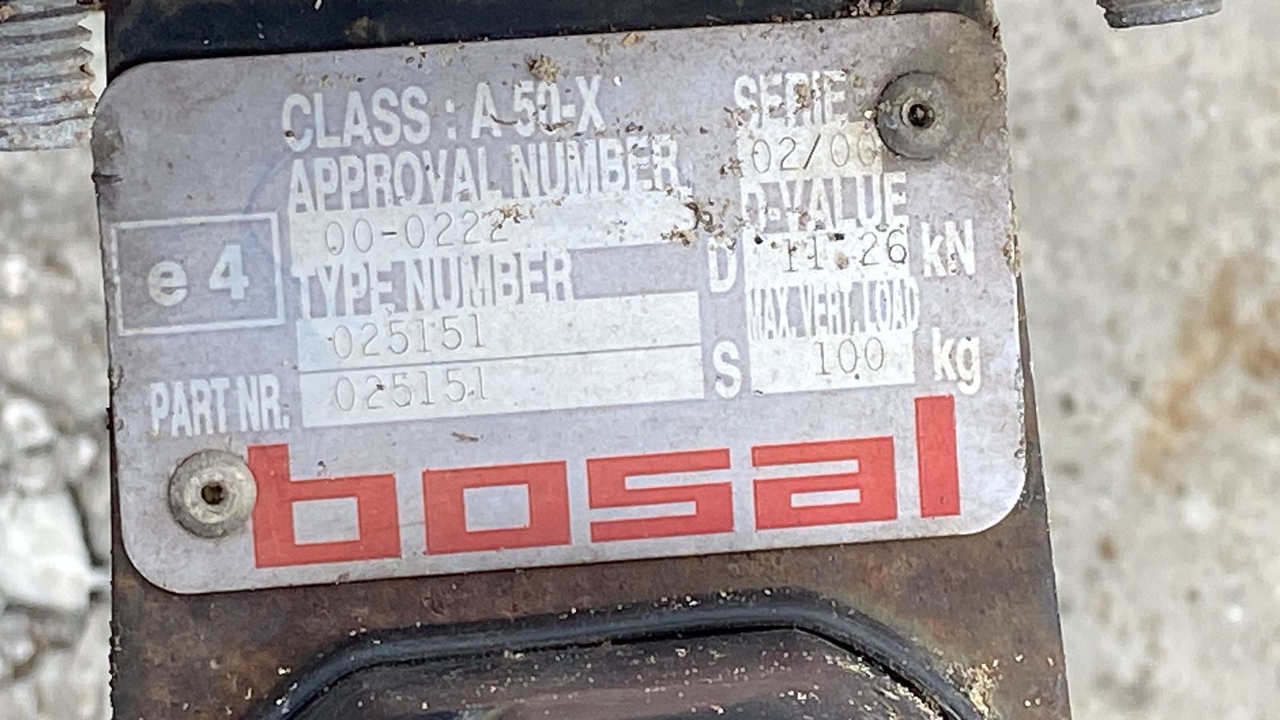 CLASS : A 50-X
SERIE
02/00
APPROVAL NUMBER
00-0222
D-VALUE
D 11.26 kN
e4
TYPE NUMBER
025151
MAX. VERT. LOAD
S 100 kg
PART NR. 025151
bosal